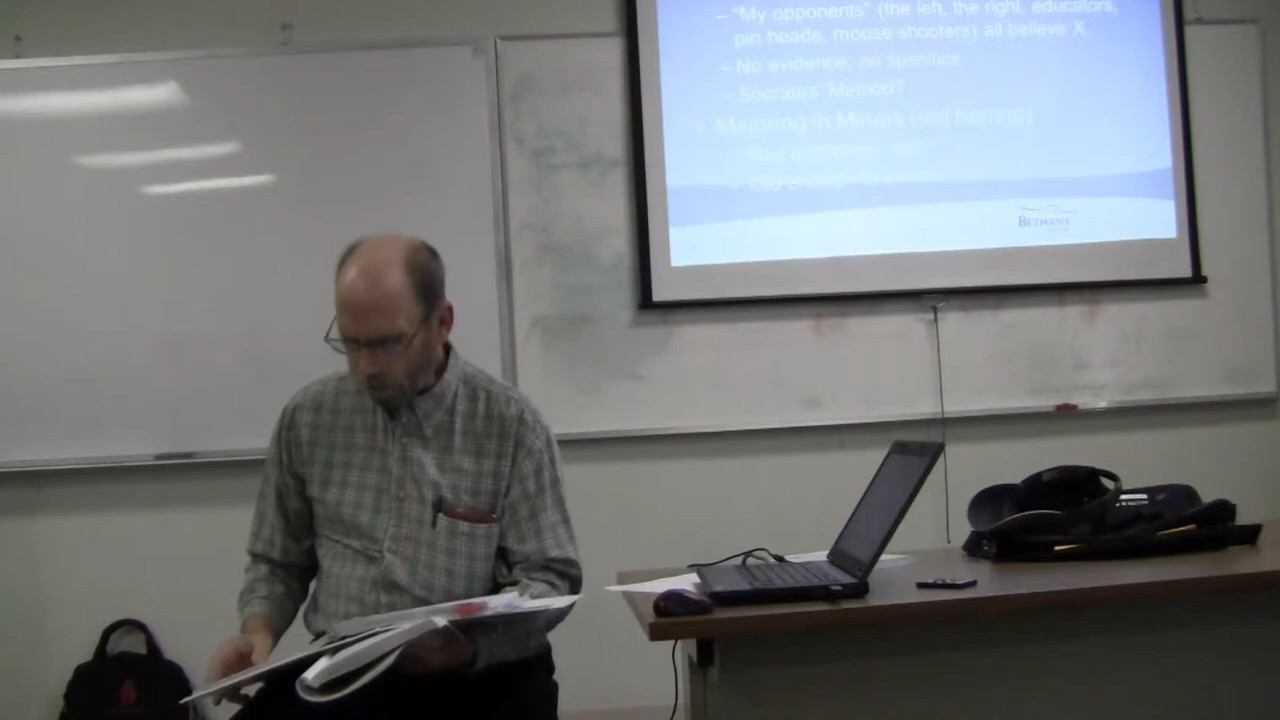 – "My opponents" (the left, the right, educators,
pin heads, moose shooters) all believe X.
– No evidence, no specifics
– Socrates' Method?
• Majoring in Minors (red herring)
BETHANY